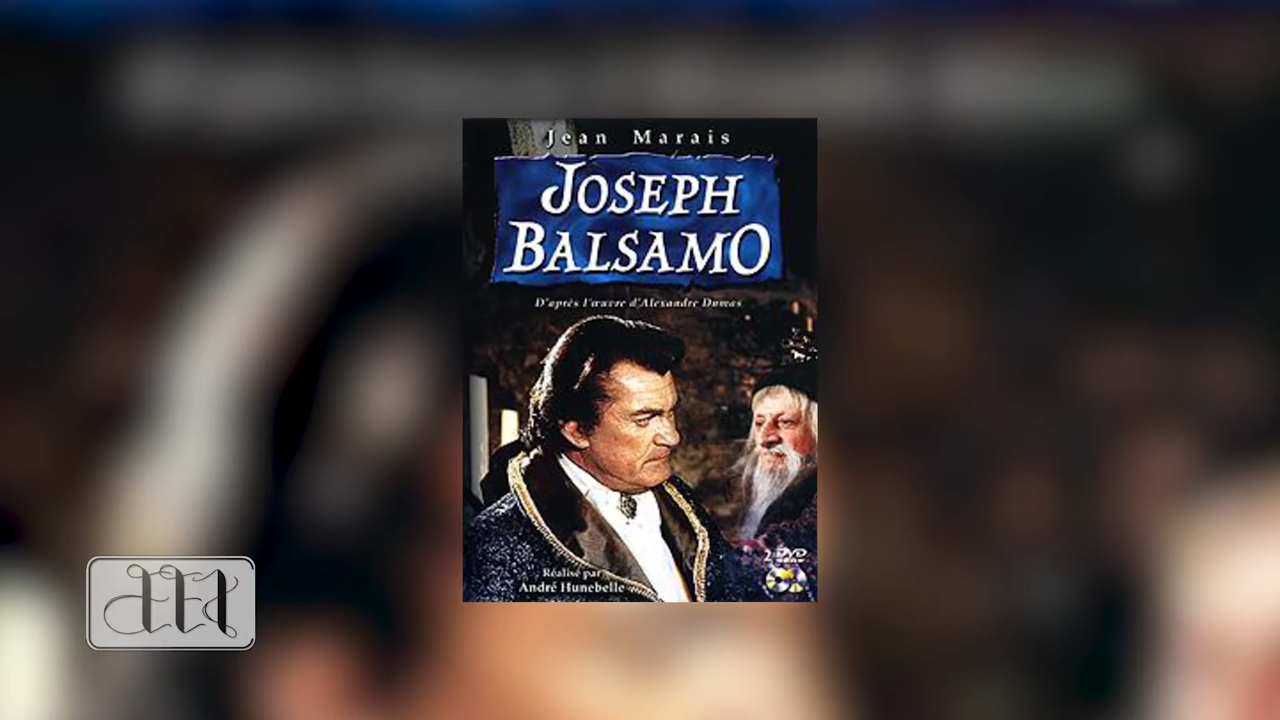 Jean Marais
JOSEPH
BALSAMO
D'après l'œuvre d'Alexandre Dumas
2 DVD
Réalisé par
André Hunebelle